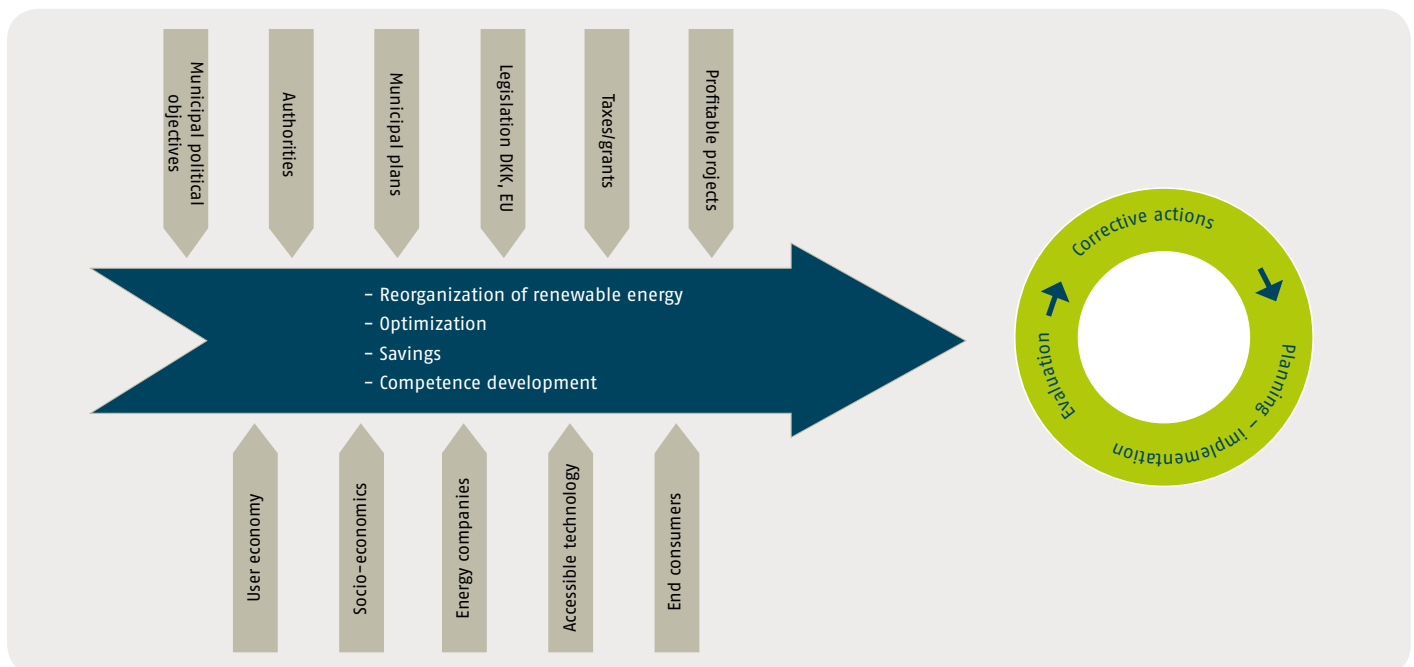 Municipal political
objectives
Authorities
Municipal plans
Legislation DKK, EU
Taxes/grants
Profitable projects
– Reorganization of renewable energy
– Optimization
– Savings
– Competence development
User economy
Socio-economics
Energy companies
Accessible technology
End consumers
Corrective actions
Planning – implementation
Evaluation